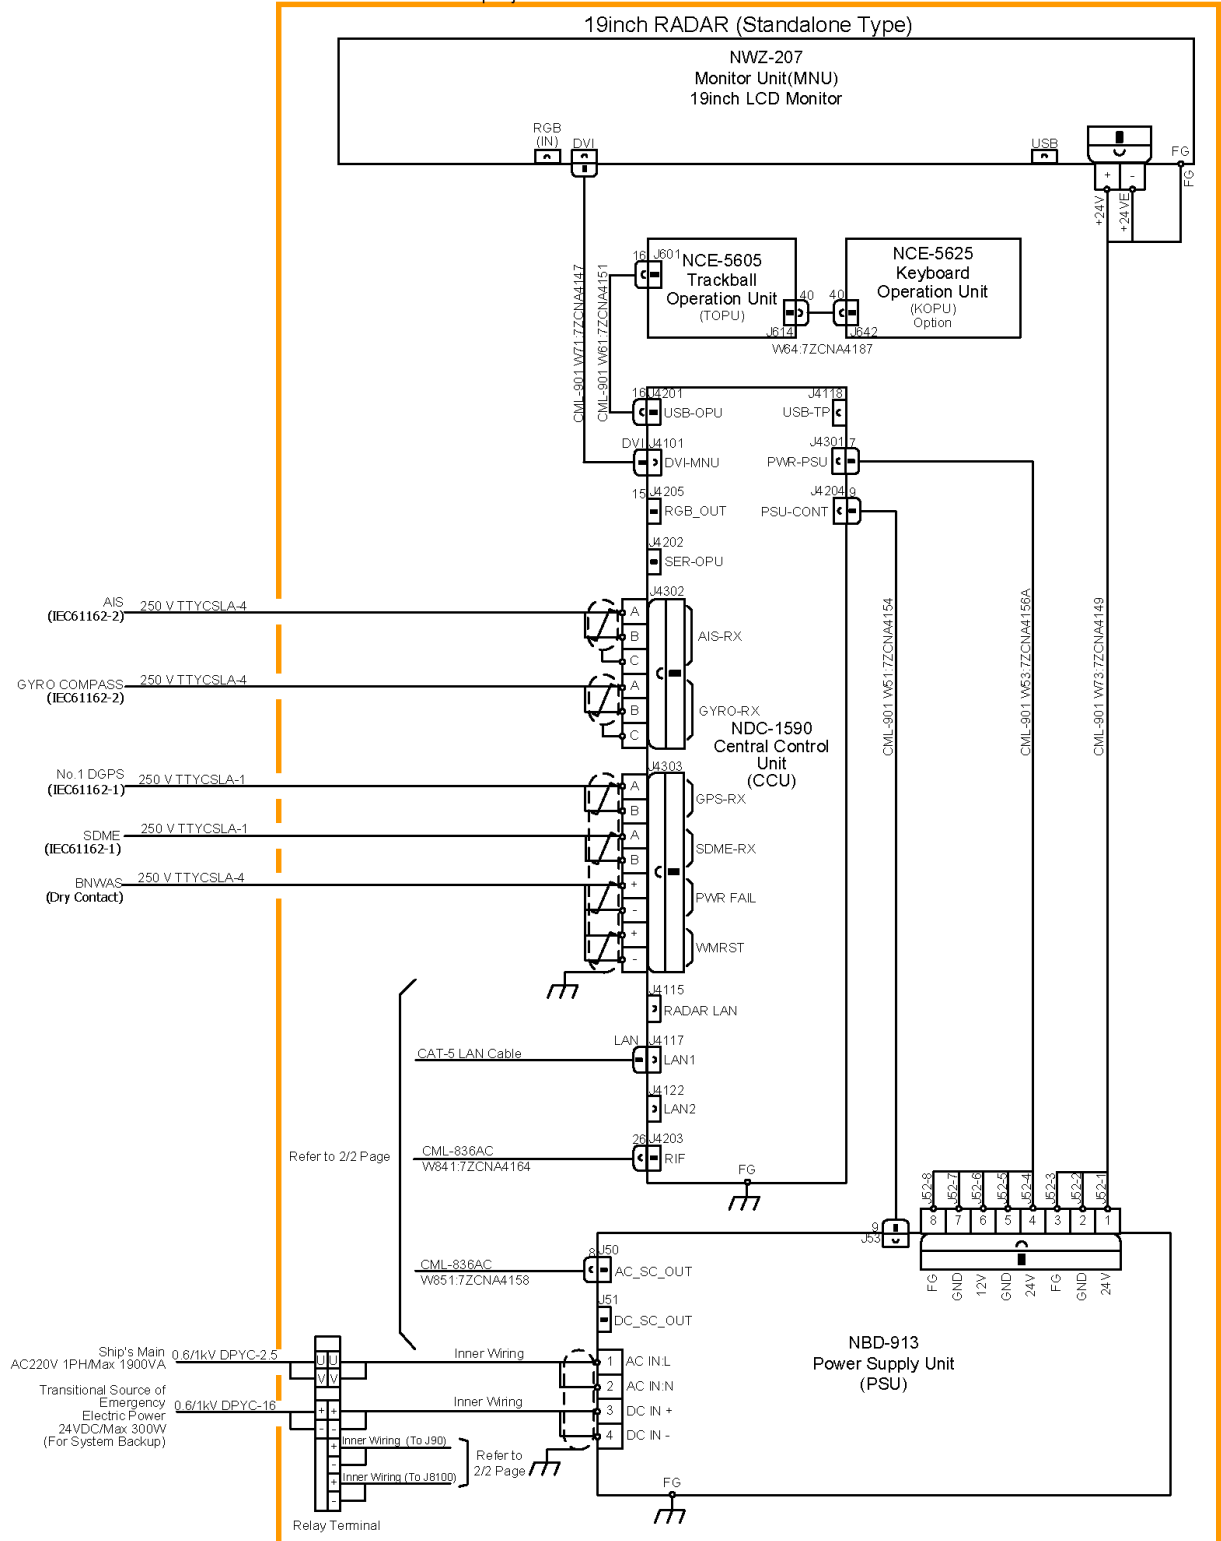 19inch RADAR (Standalone Type)
NWZ-207
Monitor Unit(MNU)
19inch LCD Monitor
RGB
(IN)
DVI
USB
FG
+ -
FG
+24V
+24VE
CML-901 W71:7ZCNA4147
CML-901 W61:7ZCNA4151
16 J601
NCE-5605
Trackball
Operation Unit
(TOPU)
40
J614
NCE-5625
Keyboard
Operation Unit
(KOPU)
Option
40
J642
W64:7ZCNA4187
16 J4201
USB-OPU
J4118
USB-TP
DVI J4101
DVI-MNU
J4301 7
PWR-PSU
15 J4205
RGB_OUT
J4204 9
PSU-CONT
J4202
SER-OPU
J4302
AIS
(IEC61162-2)
250 V TTYCSLA-4
A
B
C
AIS-RX
GYRO COMPASS
(IEC61162-2)
250 V TTYCSLA-4
A
B
C
GYRO-RX
NDC-1590
Central Control
Unit
(CCU)
CML-901 W51:7ZCNA4154
CML-901 W53:7ZCNA4156A
CML-901 W73:7ZCNA4149
J4303
No.1 DGPS
(IEC61162-1)
250 V TTYCSLA-1
A
B
GPS-RX
SDME
(IEC61162-1)
250 V TTYCSLA-1
A
B
SDME-RX
BNWAS
(Dry Contact)
250 V TTYCSLA-4
+
-
PWR FAIL
+
-
WMRST
J4115
RADAR LAN
CAT-5 LAN Cable
LAN J4117
LAN1
J4122
LAN2
Refer to 2/2 Page
CML-836AC
W841:7ZCNA4164
26 J4203
RIF
FG
J52-8
J52-7
J52-6
J52-5
J52-4
J52-3
J52-2
J52-1
8 7 6 5 4 3 2 1
9
J53
FG
GND
12V
GND
24V
FG
GND
24V
CML-836AC
W851:7ZCNA4158
8 J50
AC_SC_OUT
J51
DC_SC_OUT
NBD-913
Power Supply Unit
(PSU)
Ship's Main
AC220V 1PH/Max 1900VA
0.6/1kV DPYC-2.5
U U
V V
Inner Wiring
1 AC IN:L
2 AC IN:N
Transitional Source of
Emergency
Electric Power
24VDC/Max 300W
(For System Backup)
0.6/1kV DPYC-16
+ +
- -
Inner Wiring
3 DC IN +
4 DC IN -
+
Inner Wiring (To J90)
-
+
Inner Wiring (To J8100)
-
Refer to
2/2 Page
FG
Relay Terminal